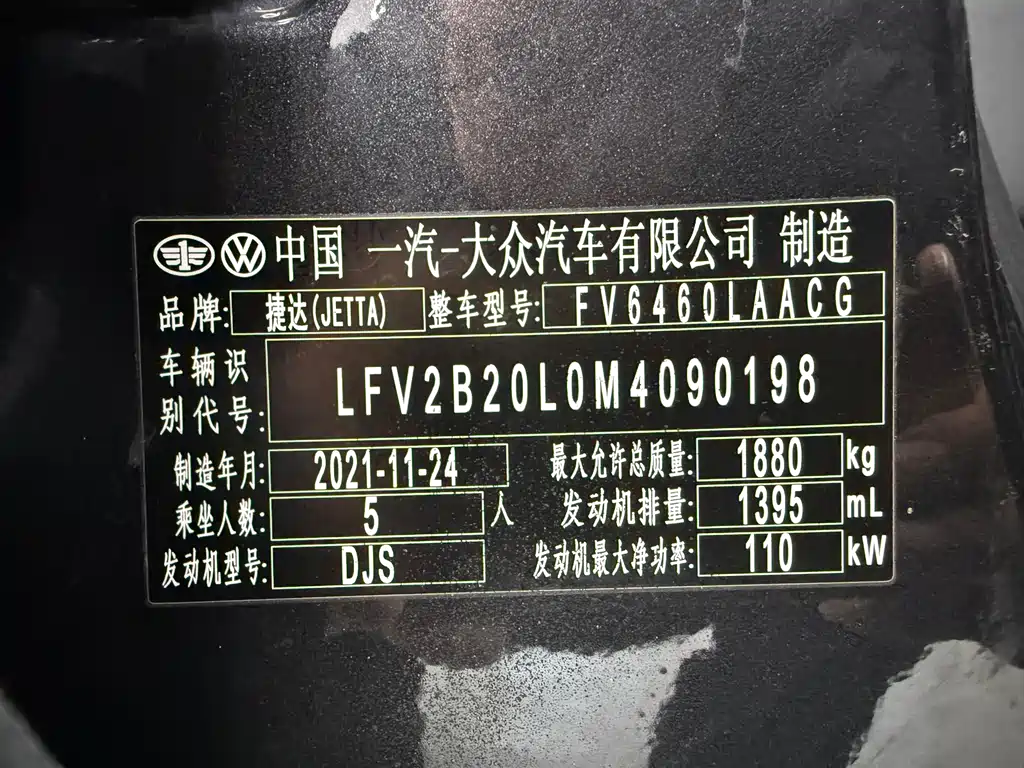 中国 一汽-大众汽车有限公司 制造
品牌: 捷达(JETTA) 整车型号: FV6460LAACG
车辆识别代号: LFV2B20L0M4090198
制造年月: 2021-11-24 最大允许总质量: 1880 kg
乘坐人数: 5 人 发动机排量: 1395 mL
发动机型号: DJS 发动机最大净功率: 110 kW